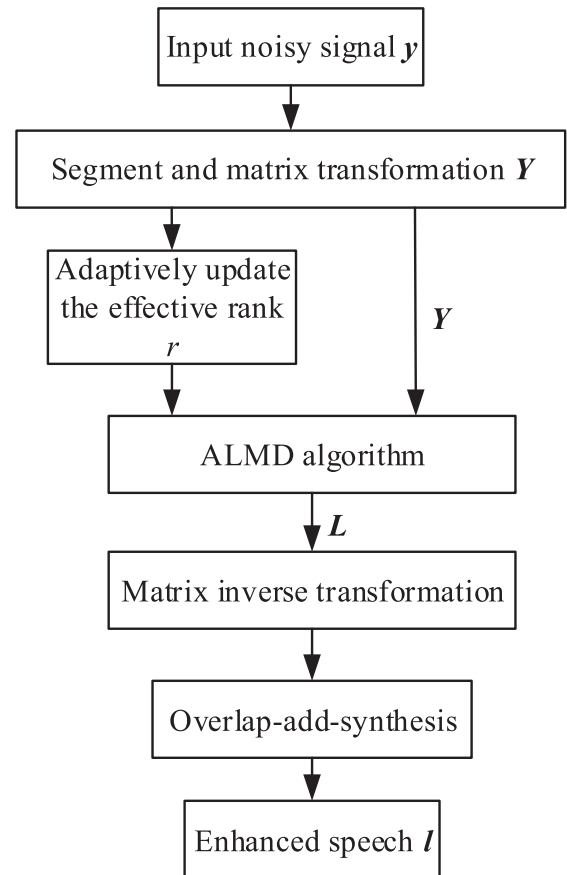 Input noisy signal y
Segment and matrix transformation Y
Adaptively update
the effective rank
r
Y
ALMD algorithm
L
Matrix inverse transformation
Overlap-add-synthesis
Enhanced speech l